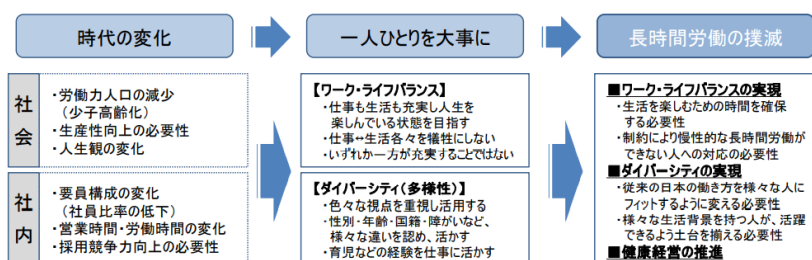 時代の変化
一人ひとりを大事に
長時間労働の撲滅
社会
・労働力人口の減少
(少子高齢化)
・生産性向上の必要性
・人生観の変化
社内
・要員構成の変化
(社員比率の低下)
・営業時間・労働時間の変化
・採用競争力向上の必要性
【ワーク・ライフバランス】
・仕事も生活も充実し人生を
楽しんでいる状態を目指す
・仕事↔生活各々を犠牲にしない
・いずれか一方が充実することではない
【ダイバーシティ(多様性)】
・色々な視点を重視し活用する
・性別・年齢・国籍・障がいなど、
様々な違いを認め、活かす
・育児などの経験を仕事に活かす
■ワーク・ライフバランスの実現
・生活を楽しむための時間を確保
する必要性
・制約により慢性的な長時間労働が
できない人への対応の必要性
■ダイバーシティの実現
・従来の日本の働き方を様々な人に
フィットするように変える必要性
・様々な生活背景を持つ人が、活躍
できるよう土台を揃える必要性
■健康経営の推進